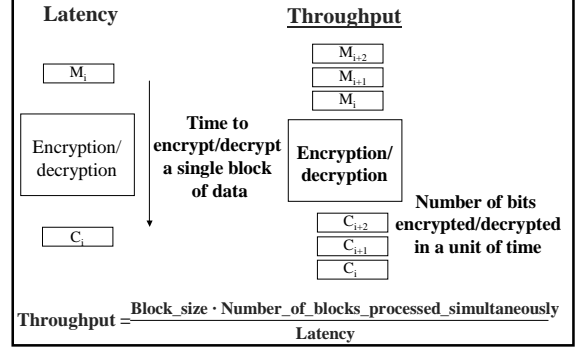 Latency
M_i
Encryption/
decryption
C_i
Time to
encrypt/decrypt
a single block
of data
Throughput
M_{i+2}
M_{i+1}
M_i
Encryption/
decryption
C_{i+2}
C_{i+1}
C_i
Number of bits
encrypted/decrypted
in a unit of time
Throughput = Block_size · Number_of_blocks_processed_simultaneously
Latency